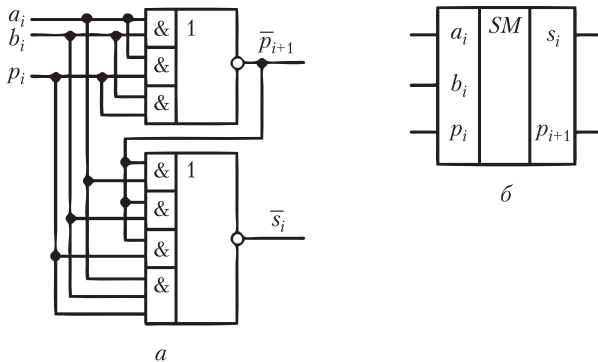 a_i & 1 p̄_{i+1}
b_i
p_i &
&
& 1
& s̄_i
&
&
а
a_i SM s_i
b_i
p_i p_{i+1}
б